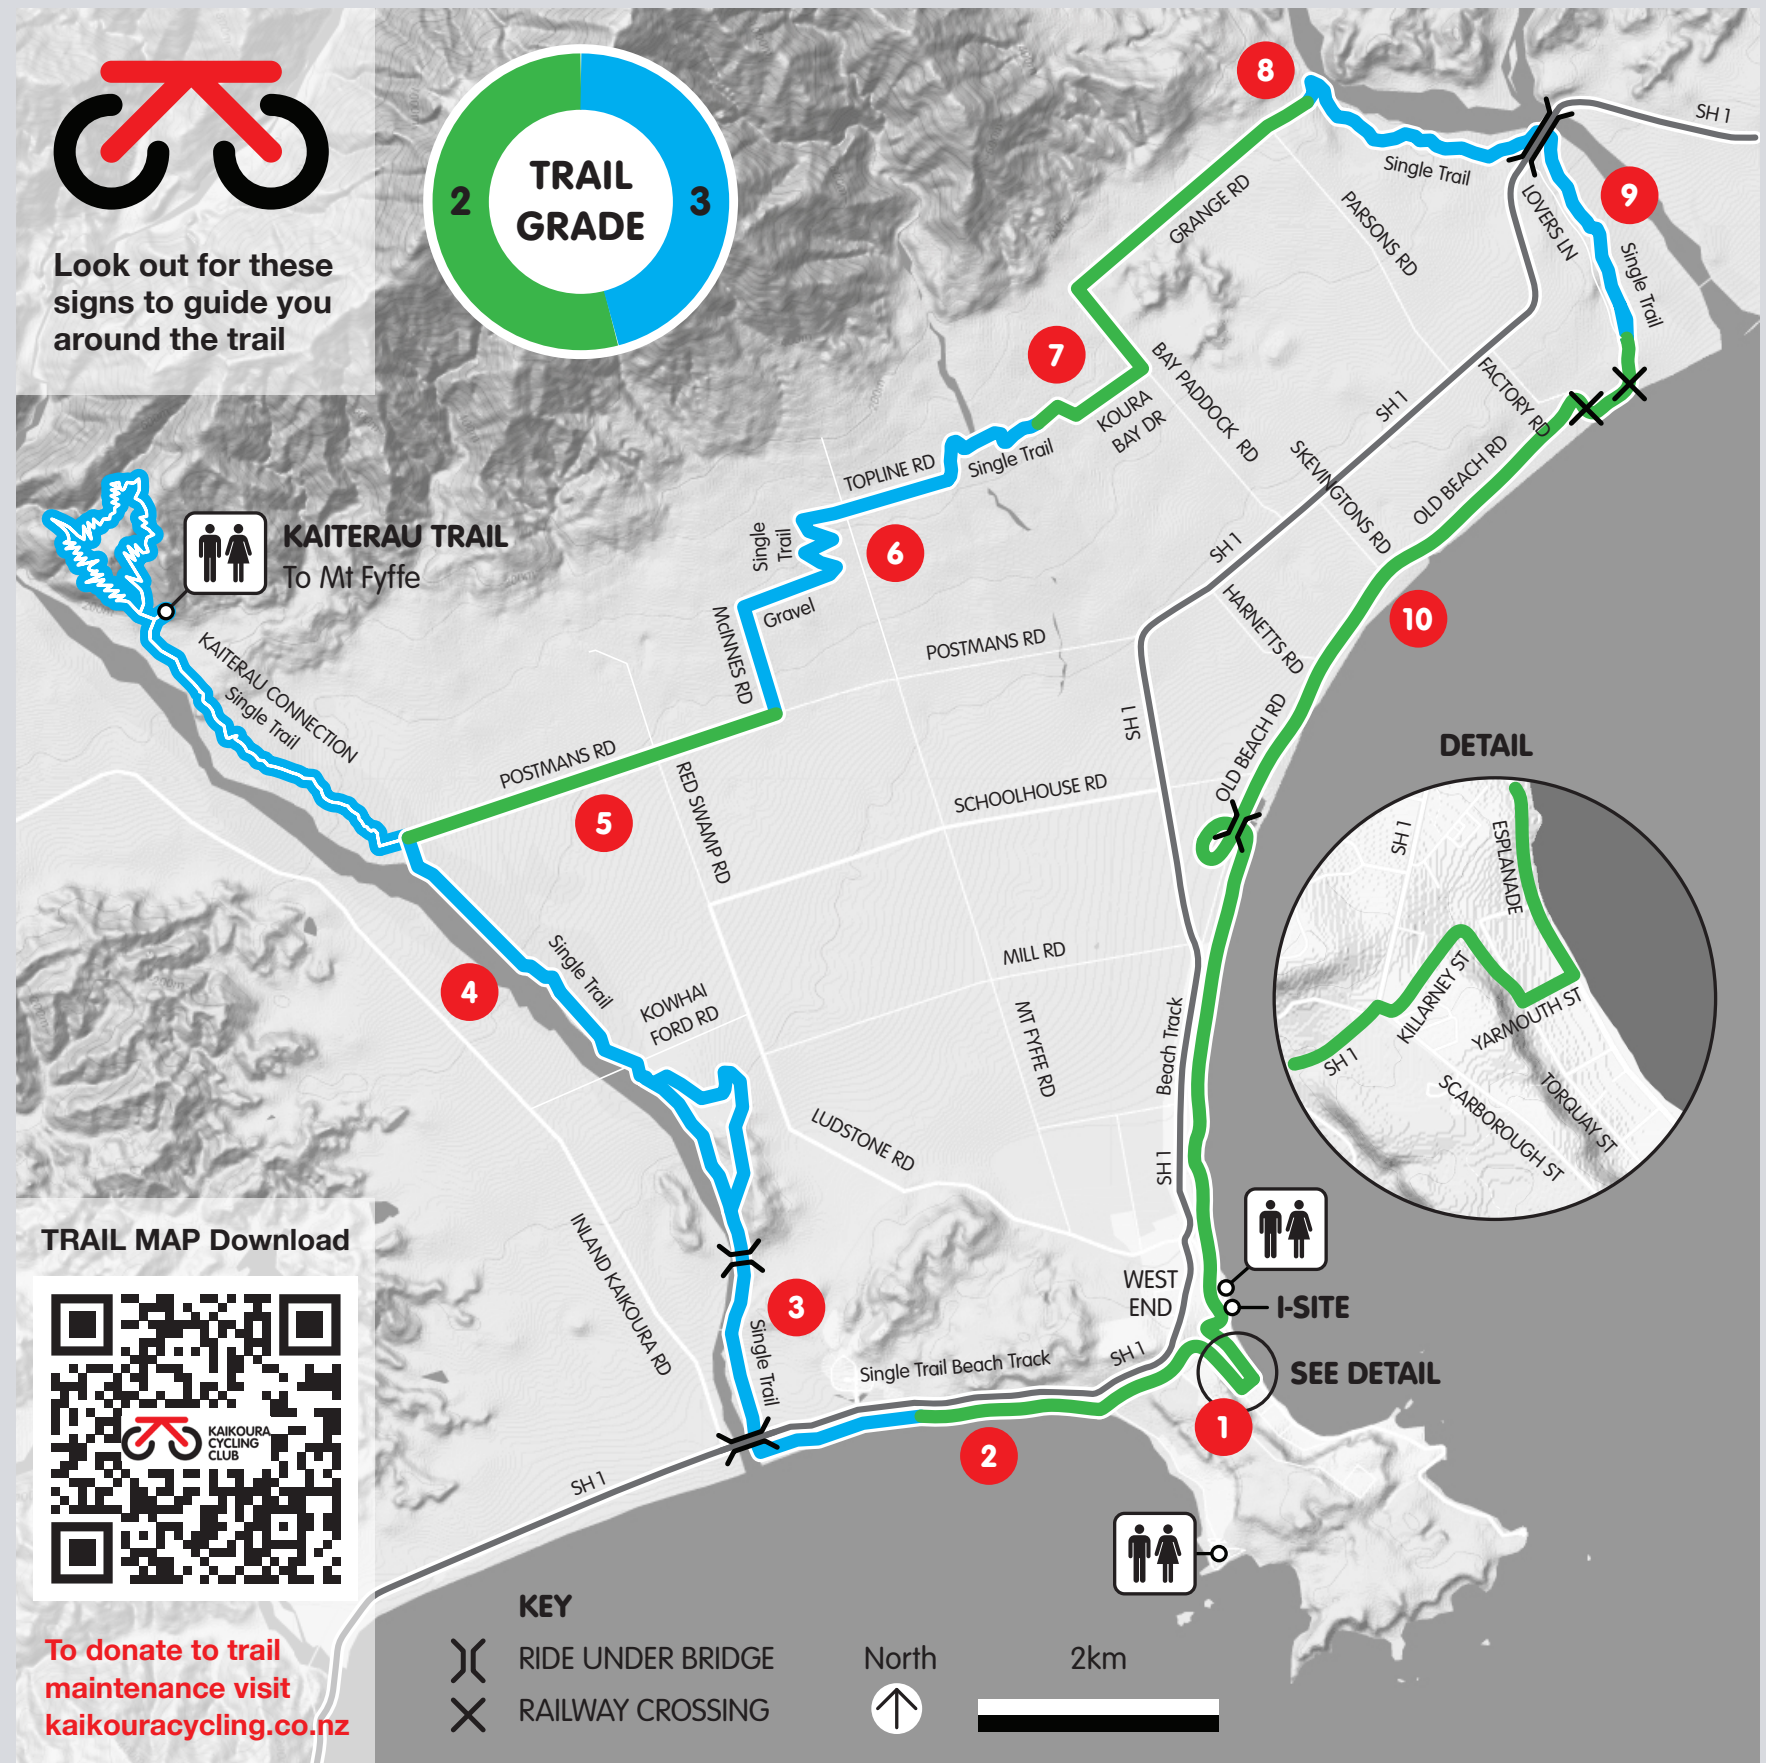 Look out for these
signs to guide you
around the trail
TRAIL
GRADE
2
3
8
SH 1
Single Trail
9
LOVERS LN
Single Trail
PARSONS RD
GRANGE RD
7
BAY PADDOCK RD
KOURA
BAY DR
SH 1
FACTORY RD
OLD BEACH RD
SKEVINGTONS RD
200m
TOPLINE RD
Single Trail
Single
Trail
6
KAITERAU TRAIL
To Mt Fyffe
200m
SH 1
HARNETTS RD
10
Gravel
McINNES RD
POSTMANS RD
KAITERAU CONNECTION
Single Trail
SH 1
OLD BEACH RD
POSTMANS RD
5
RED SWAMP RD
SCHOOLHOUSE RD
DETAIL
SH 1
ESPLANADE
KILLARNEY ST
YARMOUTH ST
SH 1
SCARBOROUGH ST
TORQUAY ST
4
200m
Single Trail
KOWHAI
FORD RD
MILL RD
MT FYFFE RD
Beach Track
LUDSTONE RD
SH 1
INLAND KAIKOURA RD
WEST
END
I-SITE
3
Single Trail
Single Trail Beach Track
SH 1
SEE DETAIL
1
2
SH 1
TRAIL MAP Download
KAIKOURA
CYCLING
CLUB
To donate to trail
maintenance visit
kaikouracycling.co.nz
KEY
RIDE UNDER BRIDGE
RAILWAY CROSSING
North
2km